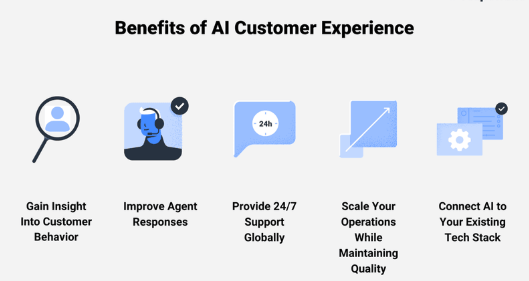 Benefits of AI Customer Experience
24h
Gain Insight
Into Customer
Behavior
Improve Agent
Responses
Provide 24/7
Support
Globally
Scale Your
Operations
While
Maintaining
Quality
Connect AI to
Your Existing
Tech Stack